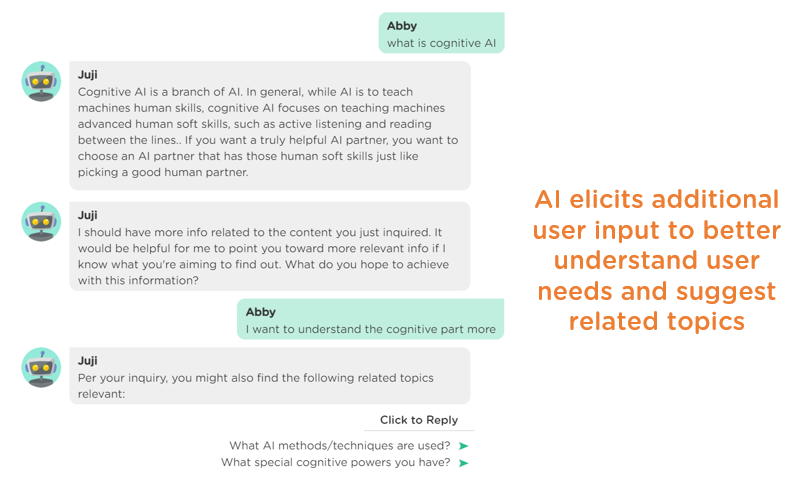 Abby
what is cognitive AI
Juji
Cognitive AI is a branch of AI. In general, while AI is to teach
machines human skills, cognitive AI focuses on teaching machines
advanced human soft skills, such as active listening and reading
between the lines.. If you want a truly helpful AI partner, you want to
choose an AI partner that has those human soft skills just like
picking a good human partner.
Juji
I should have more info related to the content you just inquired. It
would be helpful for me to point you toward more relevant info if I
know what you're aiming to find out. What do you hope to achieve
with this information?
Abby
I want to understand the cognitive part more
Juji
Per your inquiry, you might also find the following related topics
relevant:
Click to Reply
What AI methods/techniques are used?
What special cognitive powers you have?
AI elicits additional
user input to better
understand user
needs and suggest
related topics